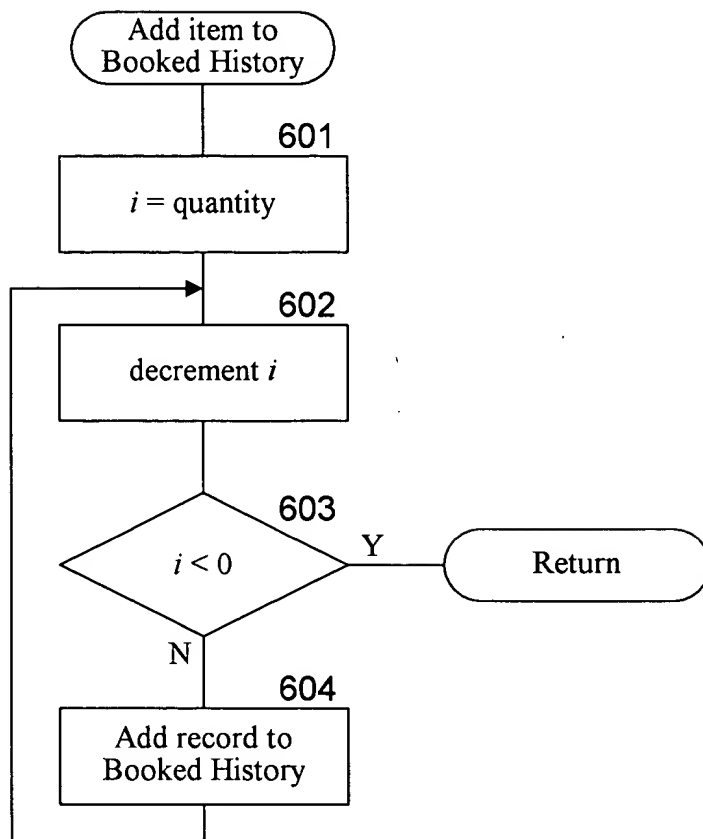 Add item to
Booked History
601
i = quantity
602
decrement i
603
i < 0
Y
Return
N
604
Add record to
Booked History